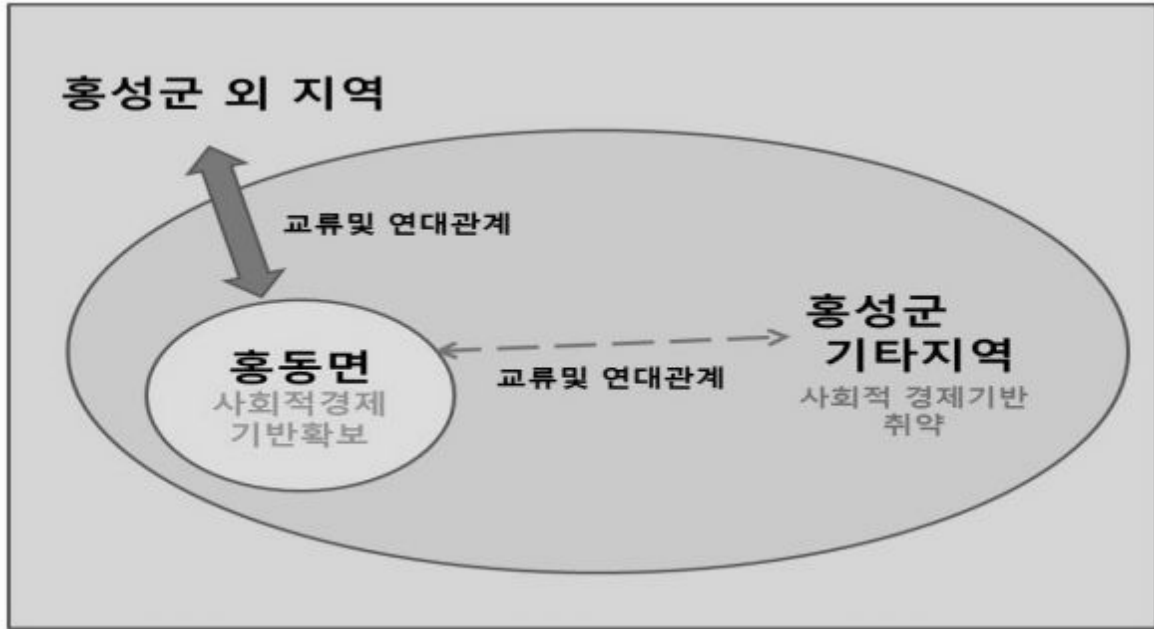 홍성군 외 지역
교류및 연대관계
홍동면
사회적경제
기반확보
교류및 연대관계
홍성군
기타지역
사회적 경제기반
취약